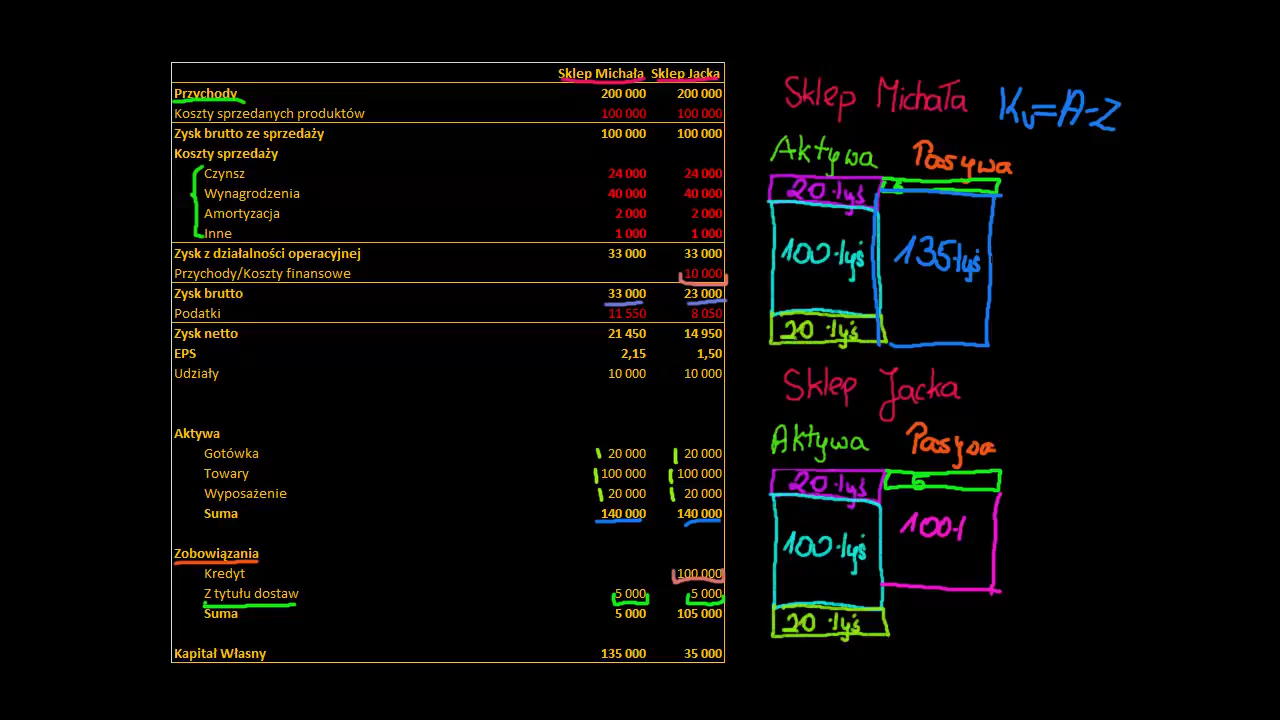 Sklep Michała Sklep Jacka
Przychody 200 000 200 000
Koszty sprzedanych produktów 100 000 100 000
Zysk brutto ze sprzedaży 100 000 100 000
Koszty sprzedaży
Czynsz 24 000 24 000
Wynagrodzenia 40 000 40 000
Amortyzacja 2 000 2 000
Inne 1 000 1 000
Zysk z działalności operacyjnej 33 000 33 000
Przychody/Koszty finansowe 10 000
Zysk brutto 33 000 23 000
Podatki 11 550 8 050
Zysk netto 21 450 14 950
EPS 2,15 1,50
Udziały 10 000 10 000
Aktywa
Gotówka 20 000 20 000
Towary 100 000 100 000
Wyposażenie 20 000 20 000
Suma 140 000 140 000
Zobowiązania
Kredyt 100 000
Z tytułu dostaw 5 000 5 000
Suma 5 000 105 000
Kapitał Własny 135 000 35 000
Sklep Michała Kw=A-Z
Aktywa Pasywa
20 tyś 5
100 tyś 135 tyś
20 tyś
Sklep Jacka
Aktywa Pasywa
20 tyś 5
100 tyś 100 t
20 tyś